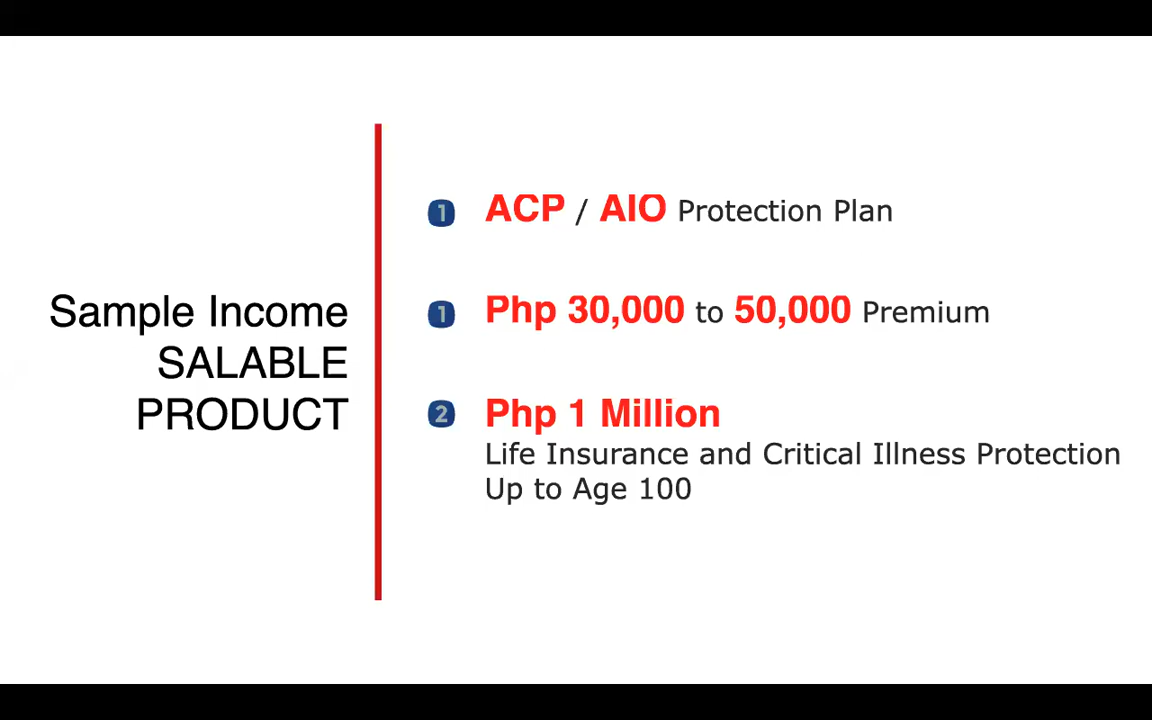 Sample Income
SALABLE
PRODUCT
1 ACP / AIO Protection Plan
1 Php 30,000 to 50,000 Premium
2 Php 1 Million
Life Insurance and Critical Illness Protection
Up to Age 100